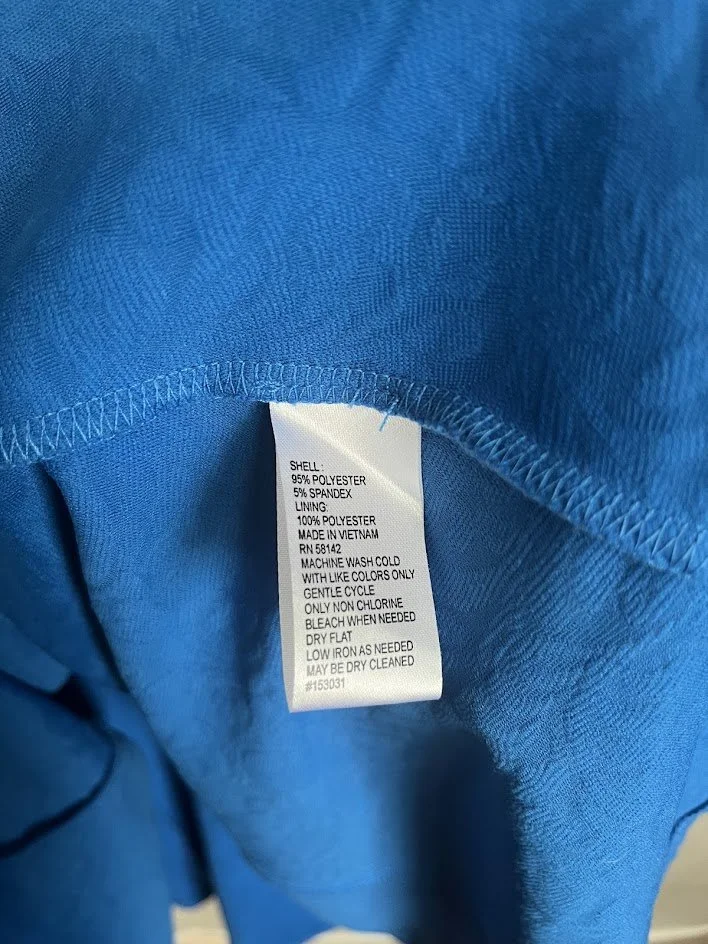 SHELL :
95% POLYESTER
5% SPANDEX
LINING:
100% POLYESTER
MADE IN VIETNAM
RN 58142
MACHINE WASH COLD
WITH LIKE COLORS ONLY
GENTLE CYCLE
ONLY NON CHLORINE
BLEACH WHEN NEEDED
DRY FLAT
LOW IRON AS NEEDED
MAY BE DRY CLEANED
#153031